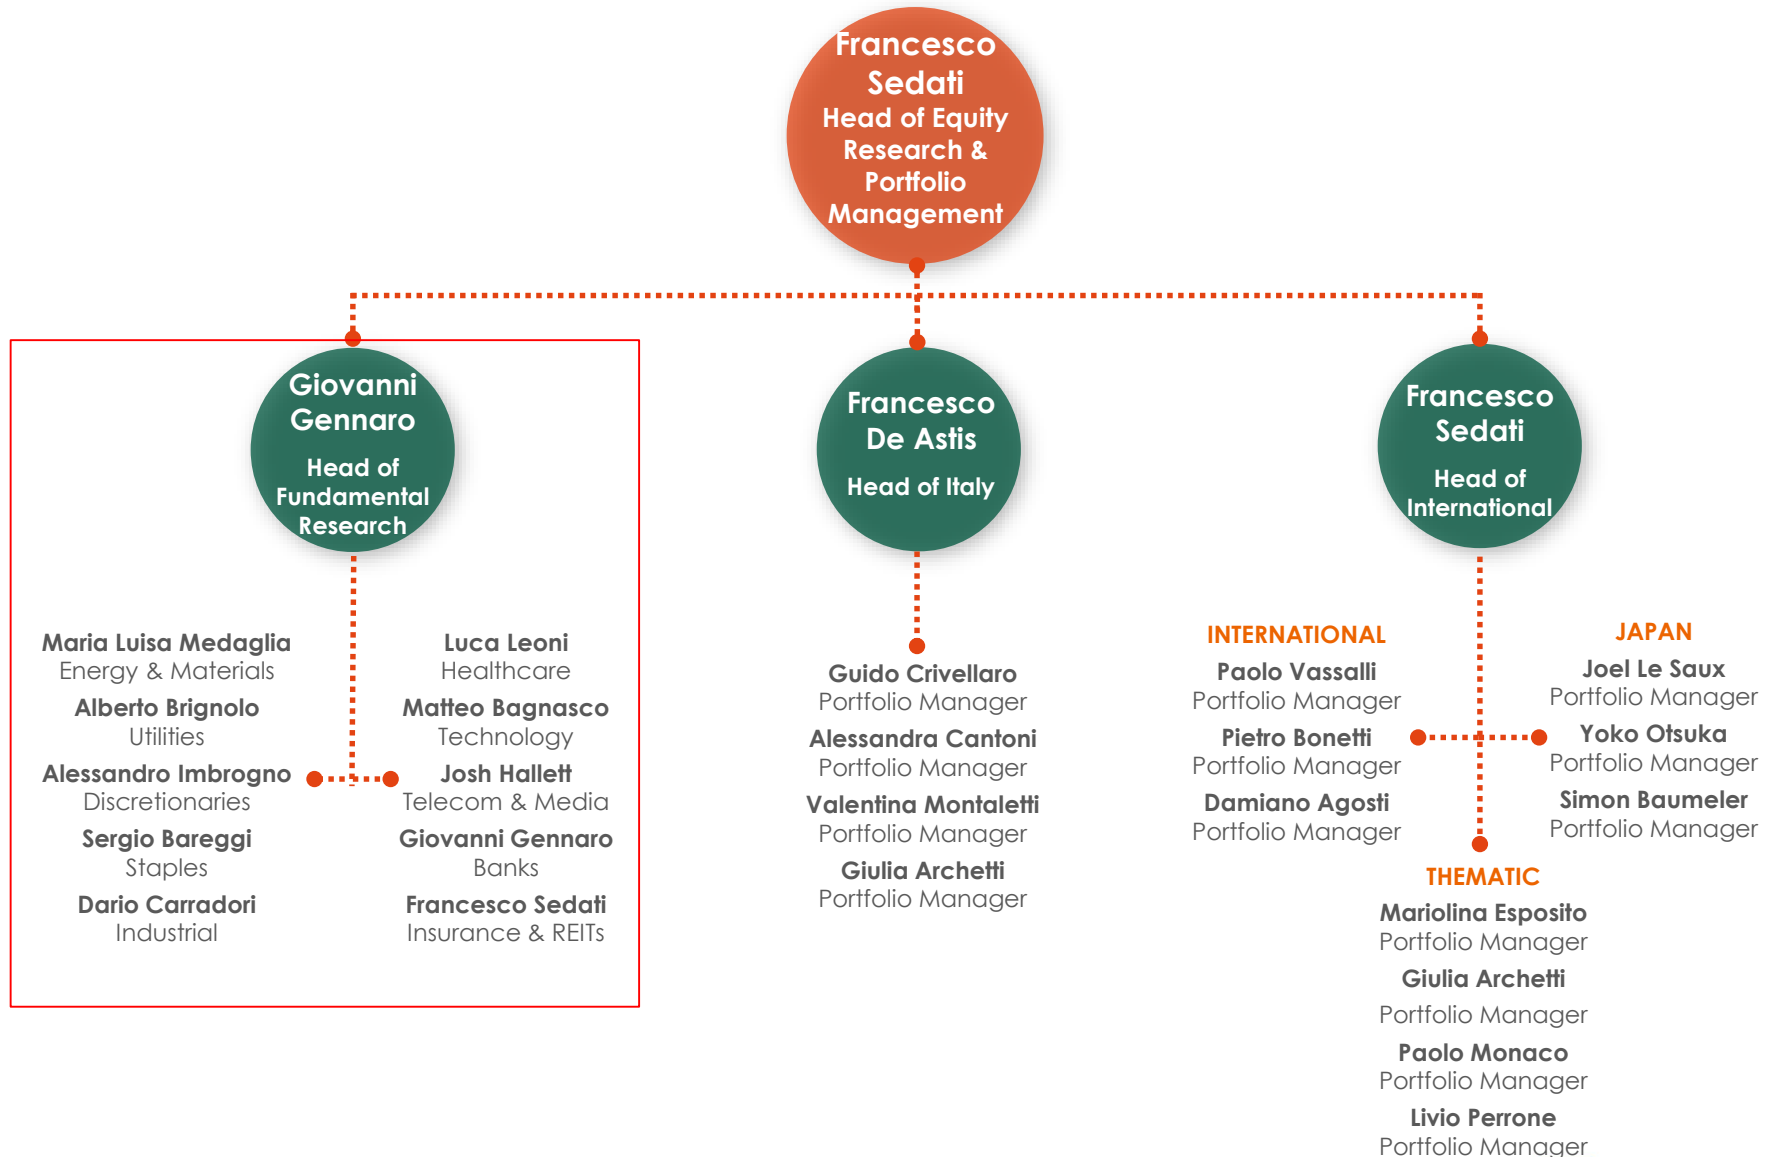 Francesco
Sedati
Head of Equity
Research &
Portfolio
Management
Giovanni
Gennaro
Head of
Fundamental
Research
Maria Luisa Medaglia
Energy & Materials
Alberto Brignolo
Utilities
Alessandro Imbrogno
Discretionaries
Sergio Bareggi
Staples
Dario Carradori
Industrial
Luca Leoni
Healthcare
Matteo Bagnasco
Technology
Josh Hallett
Telecom & Media
Giovanni Gennaro
Banks
Francesco Sedati
Insurance & REITs
Francesco
De Astis
Head of Italy
Guido Crivellaro
Portfolio Manager
Alessandra Cantoni
Portfolio Manager
Valentina Montaletti
Portfolio Manager
Giulia Archetti
Portfolio Manager
Francesco
Sedati
Head of
International
INTERNATIONAL
Paolo Vassalli
Portfolio Manager
Pietro Bonetti
Portfolio Manager
Damiano Agosti
Portfolio Manager
JAPAN
Joel Le Saux
Portfolio Manager
Yoko Otsuka
Portfolio Manager
Simon Baumeler
Portfolio Manager
THEMATIC
Mariolina Esposito
Portfolio Manager
Giulia Archetti
Portfolio Manager
Paolo Monaco
Portfolio Manager
Livio Perrone
Portfolio Manager